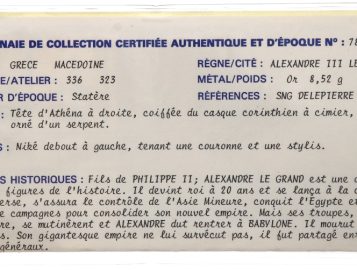 NAIE DE COLLECTION CERTIFIÉE AUTHENTIQUE ET D'ÉPOQUE N° : 78
GRECE MACEDOINE RÈGNE/CITÉ : ALEXANDRE III LE
E/ATELIER : 336 323 MÉTAL/POIDS : Or 8,52 g
R D'ÉPOQUE : Statère RÉFÉRENCES : SNG DELEPIERRE
: Tête d'Athéna à droite, coiffée du casque corinthien à cimier,
orné d'un serpent.
S : Niké debout à gauche, tenant une couronne et une stylis.
S HISTORIQUES : Fils de PHILIPPE II; ALEXANDRE LE GRAND est une
figures de l'histoire. Il devint roi à 20 ans et se lança à la
erse, s'assura le contrôle de l'Asie Mineure, conquit l'Egypte et
e campagnes pour consolider son nouvel empire. Mais ses troupes,
re, se mutinèrent et ALEXANDRE dut rentrer à BABYLONE. Il mourut
s. Son gigantesque empire ne lui survécut pas, il fut partagé en
généraux.